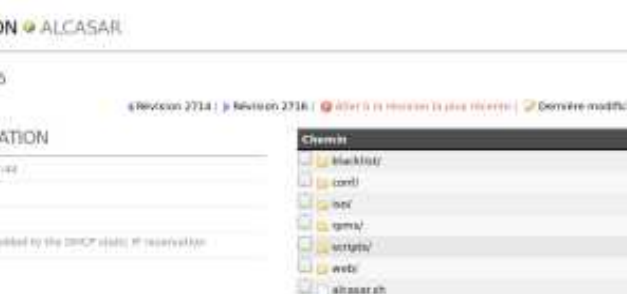 ON ALCASAR
Révision 2714 | Révision 2716 | Aller à la révision la plus récente | Dernière modific
ATION
Chemin
blacklist/
conf/
iso/
rpms/
added to the DHCP static IP reservation
scripts/
web/
alcasar.sh